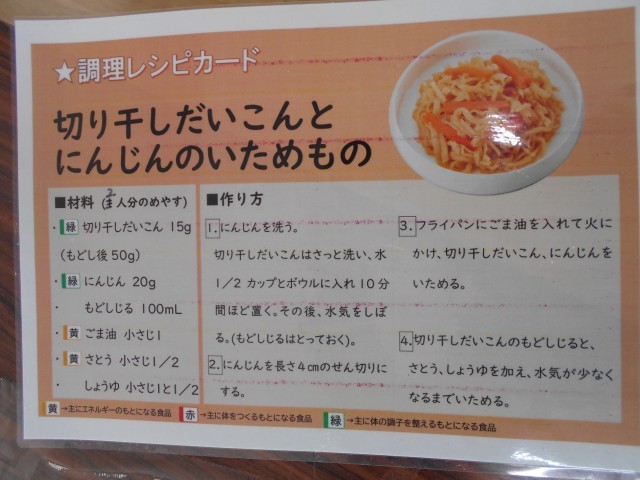 ★調理レシピカード
切り干しだいこんと
にんじんのいためもの
■材料(2人分のめやす)
・緑 切り干しだいこん 15g
(もどし後50g)
・緑 にんじん 20g
・ もどしじる 100mL
・黄 ごま油 小さじ1
・黄 さとう 小さじ1/2
・ しょうゆ 小さじ1と1/2
■作り方
1.にんじんを洗う。
切り干しだいこんはさっと洗い、水
1/2 カップとボウルに入れ10分
間ほど置く。その後、水気をしぼ
る。(もどしじるはとっておく)。
2.にんじんを長さ4cmのせん切りに
する。
3.フライパンにごま油を入れて火に
かけ、切り干しだいこん、にんじんを
いためる。
4.切り干しだいこんのもどしじると、
さとう、しょうゆを加え、水気が少なく
なるまでいためる。
黄→主にエネルギーのもとになる食品 赤→主に体をつくるもとになる食品 緑→主に体の調子を整えるもとになる食品